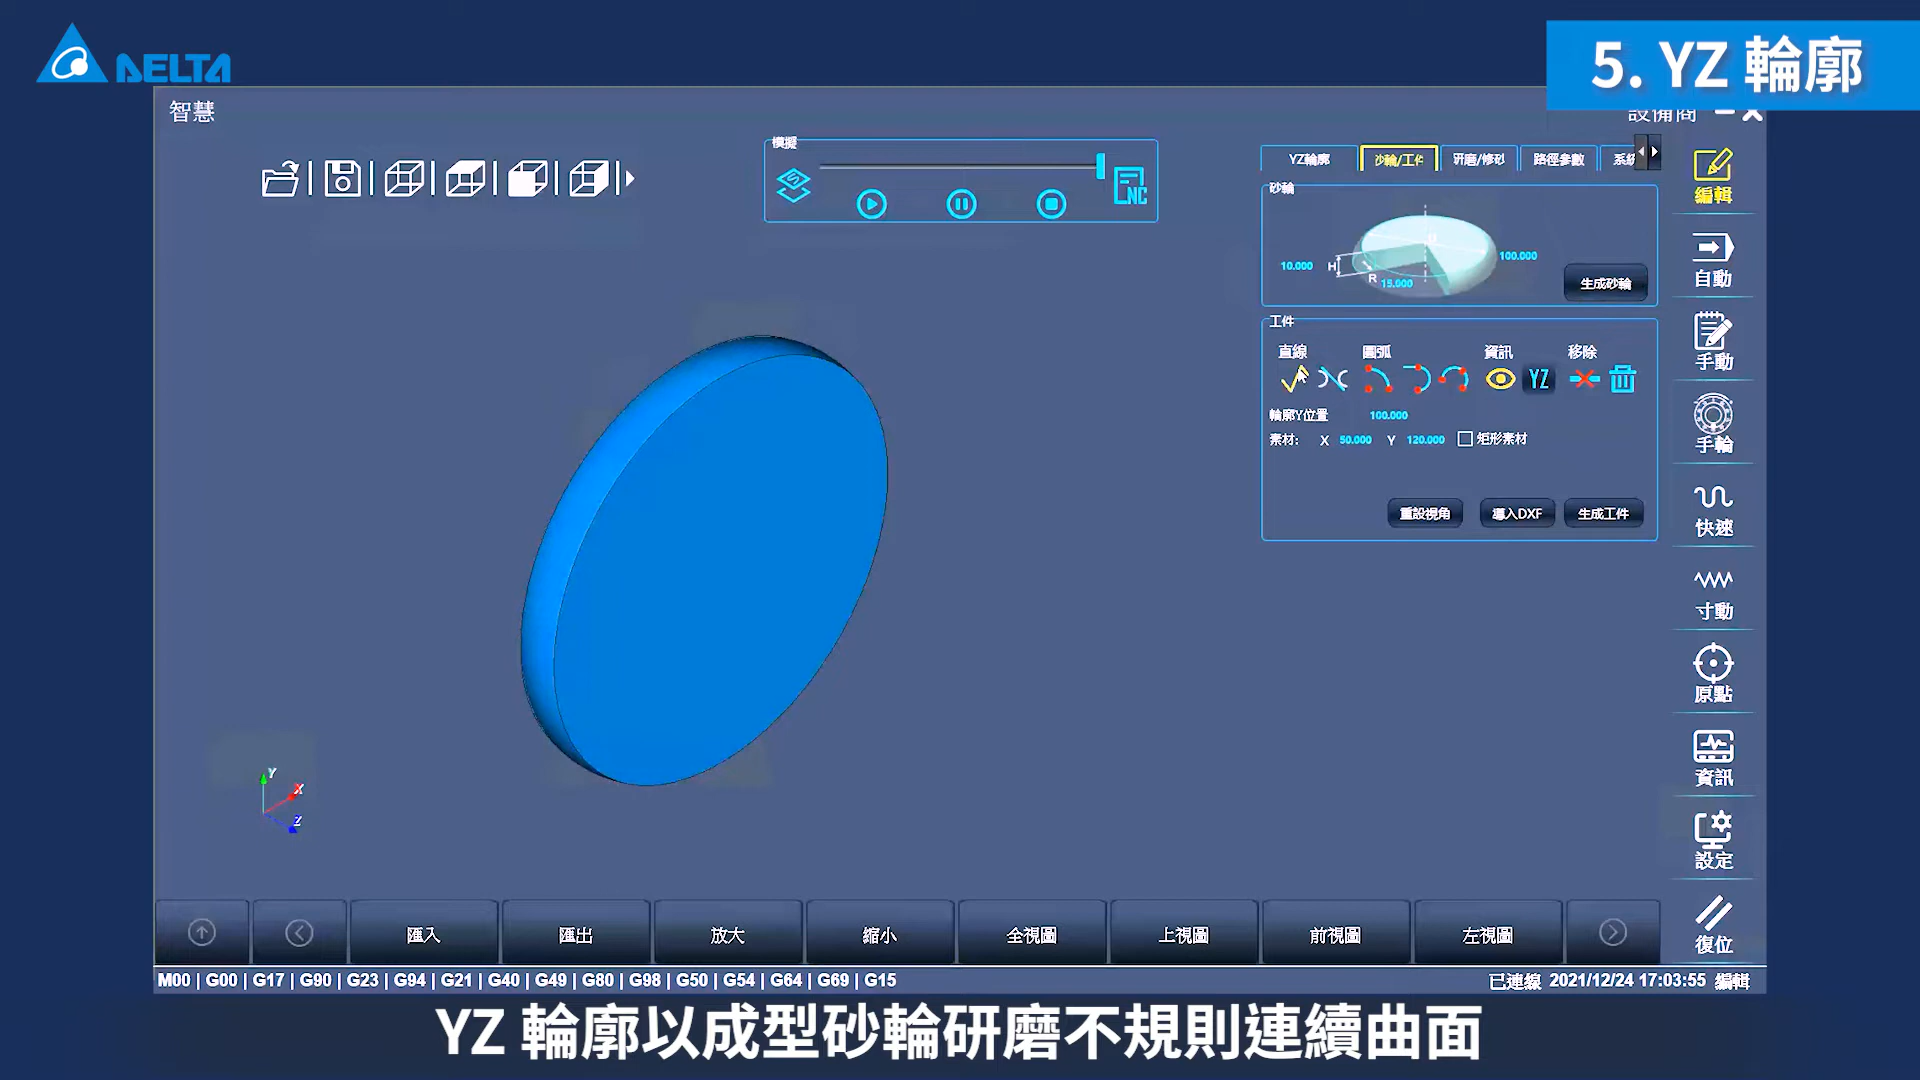 DELTA
5. YZ 輪廓
智慧
設備商
模擬
NC
YZ輪廓
砂輪/工件
研磨/修砂
路徑參數
系統
砂輪
10.000
H
R
15.000
100.000
生成砂輪
工件
直線
圓弧
資訊
移除
YZ
輪廓Y位置 100.000
素材: X 50.000 Y 120.000 矩形素材
重設視角
導入DXF
生成工件
編輯
自動
手動
手輪
快速
寸動
原點
資訊
設定
復位
Y
X
Z
匯入
匯出
放大
縮小
全視圖
上視圖
前視圖
左視圖
M00 | G00 | G17 | G90 | G23 | G94 | G21 | G40 | G49 | G80 | G98 | G50 | G54 | G64 | G69 | G15
已連線 2021/12/24 17:03:55 編輯
YZ 輪廓以成型砂輪研磨不規則連續曲面